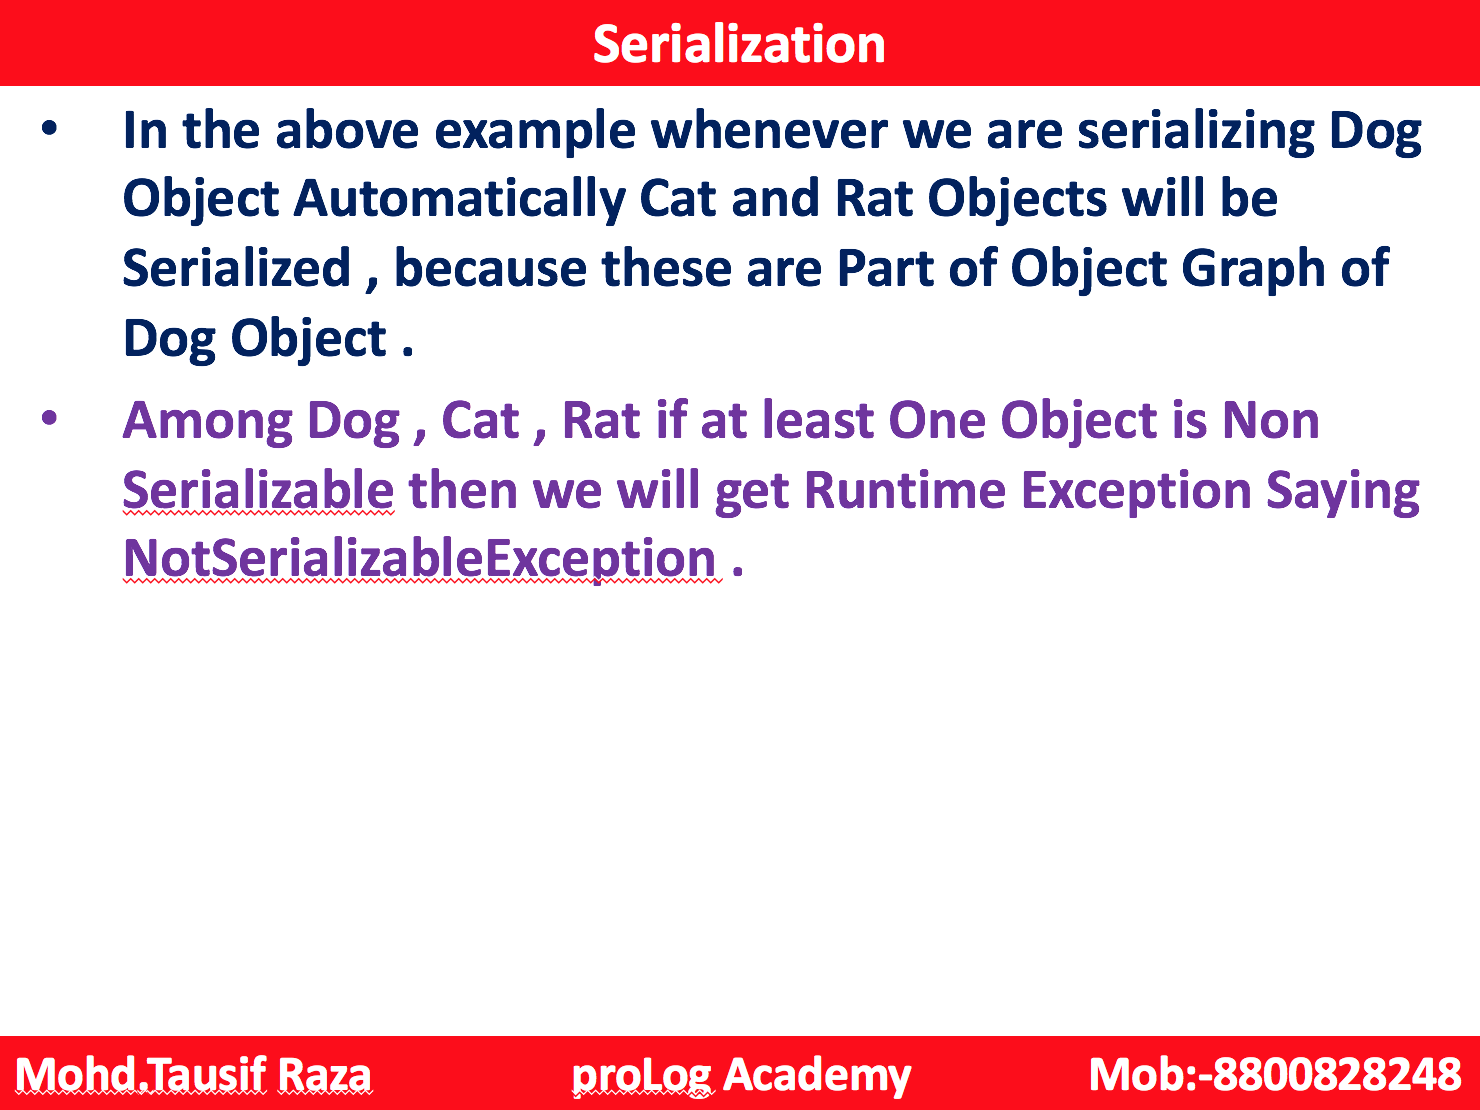 Serialization
• In the above example whenever we are serializing Dog
Object Automatically Cat and Rat Objects will be
Serialized , because these are Part of Object Graph of
Dog Object .
• Among Dog , Cat , Rat if at least One Object is Non
Serializable then we will get Runtime Exception Saying
NotSerializableException .
Mohd.Tausif Raza proLog Academy Mob:-8800828248